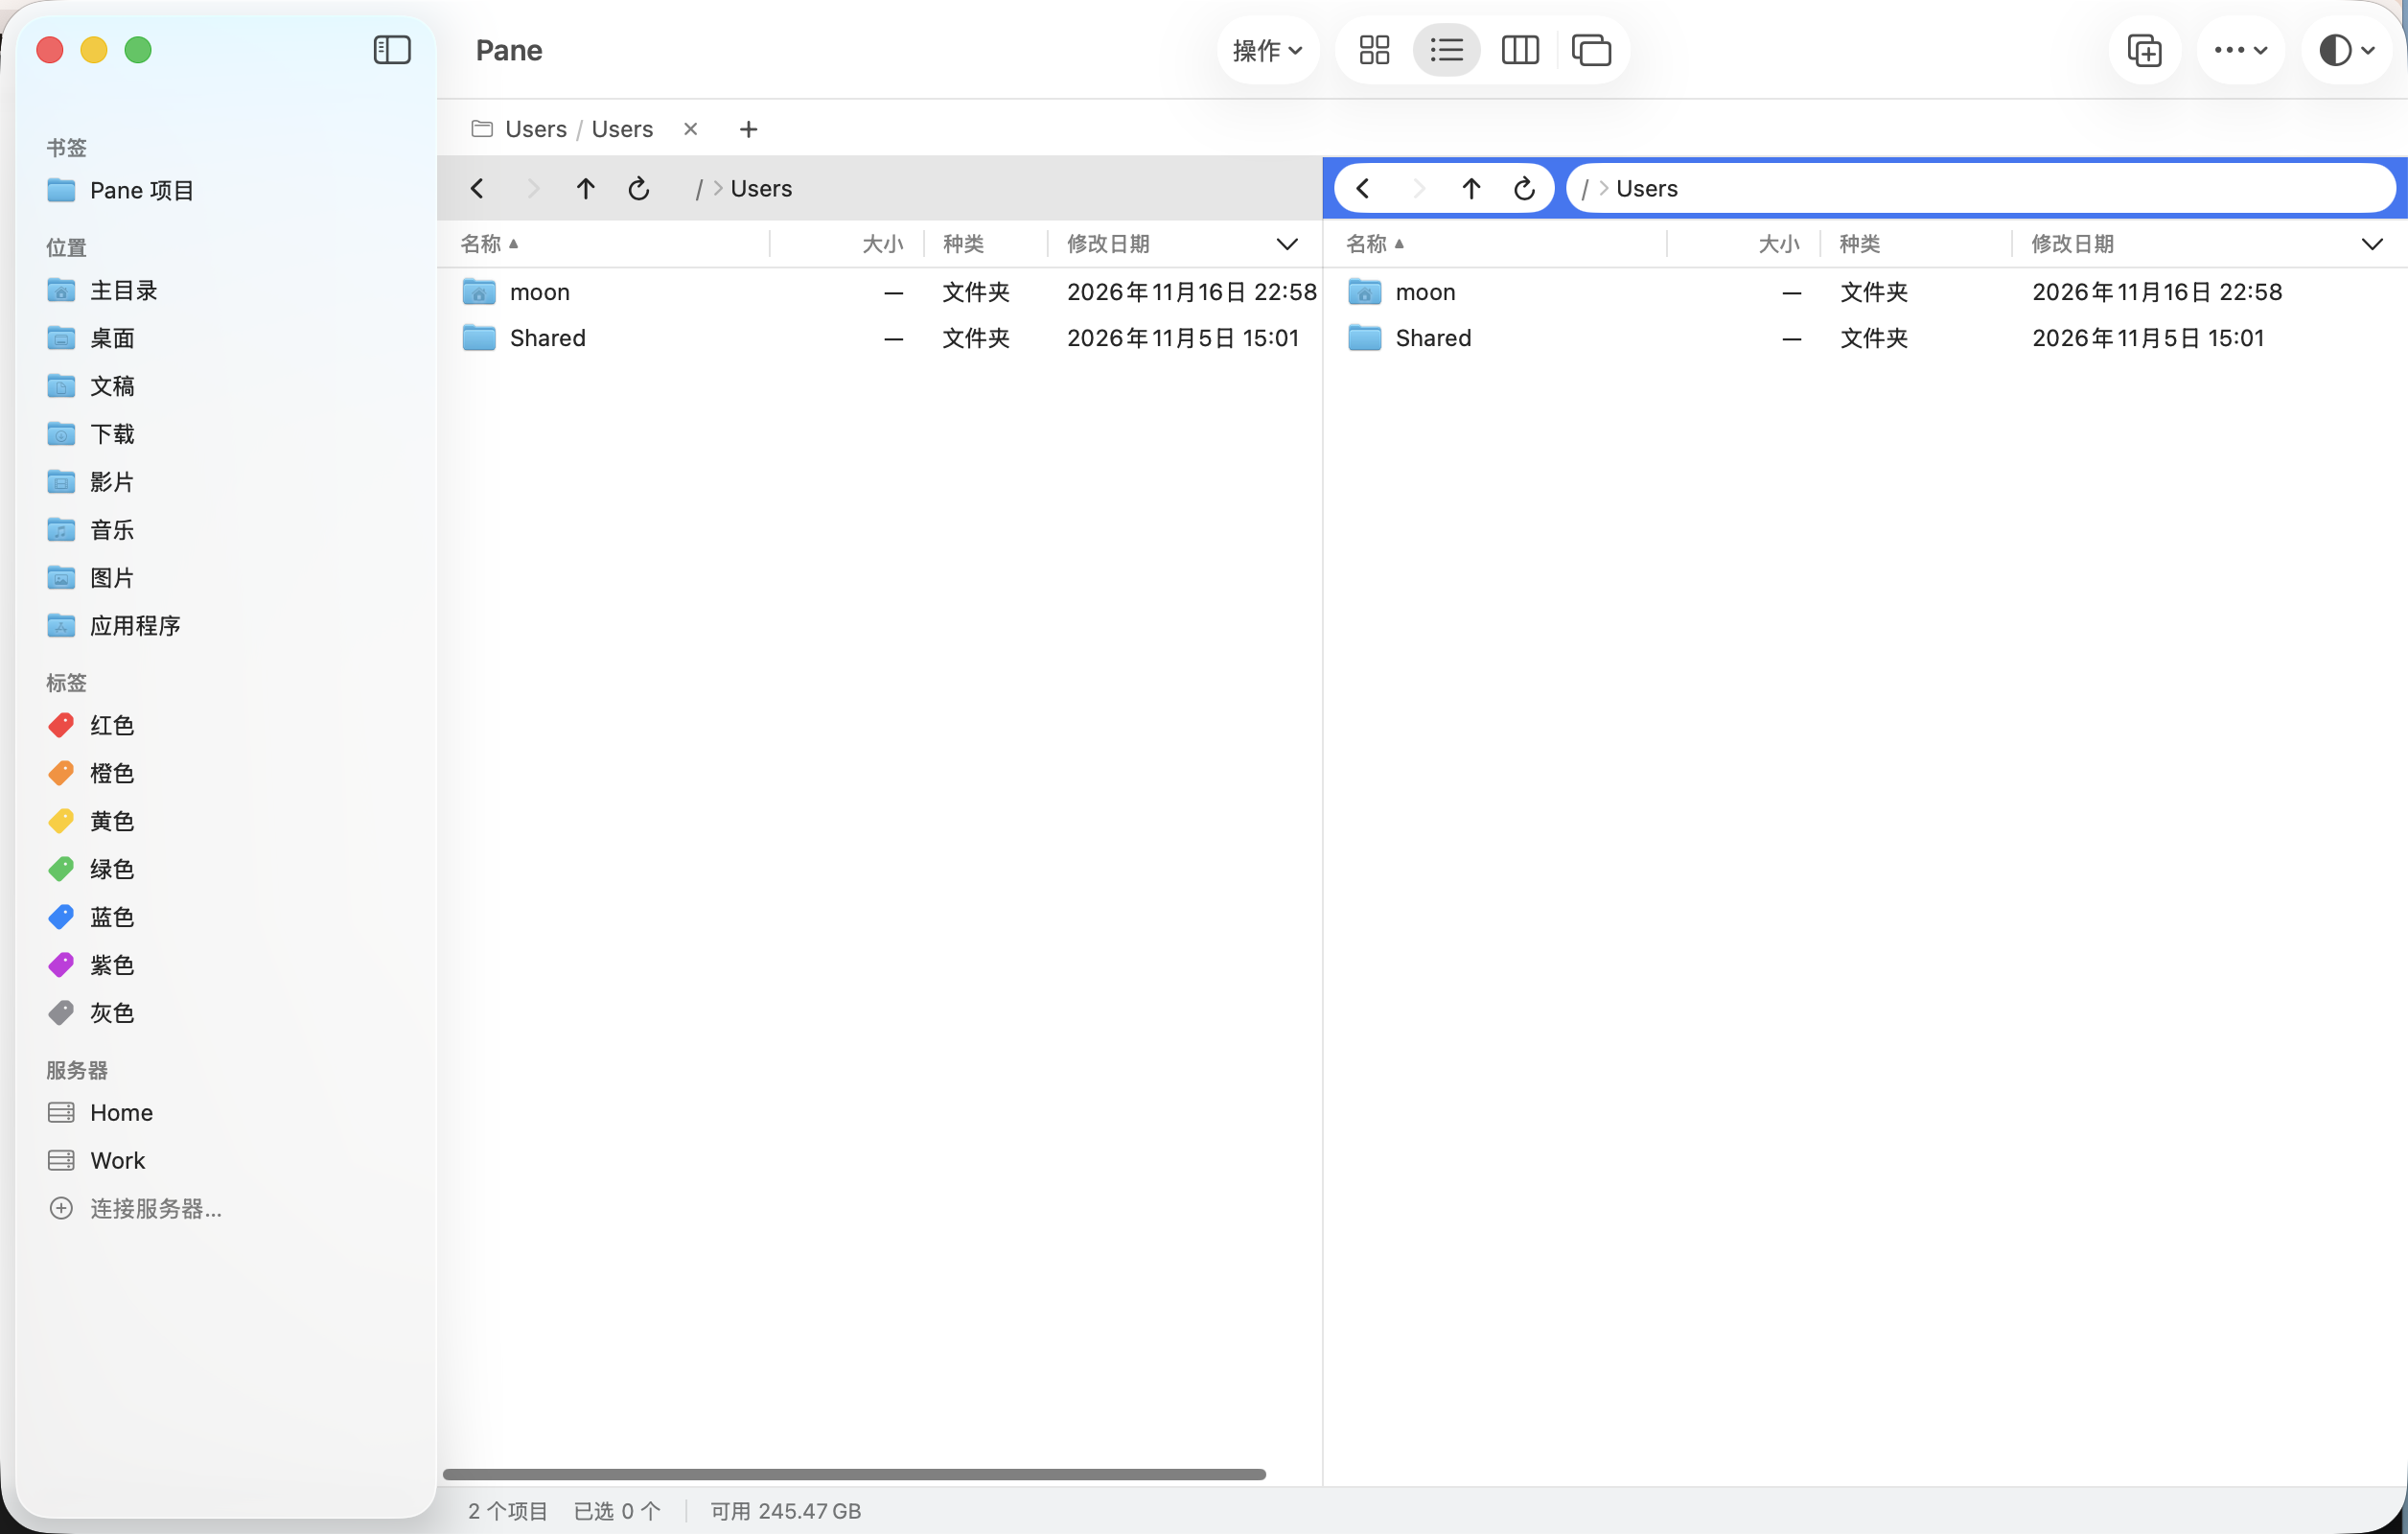 Pane
操作
书签
Pane 项目
位置
主目录
桌面
文稿
下载
影片
音乐
图片
应用程序
标签
红色
橙色
黄色
绿色
蓝色
紫色
灰色
服务器
Home
Work
连接服务器...
Users / Users
/ > Users
名称 大小 种类 修改日期
moon — 文件夹 2026年11月16日 22:58
Shared — 文件夹 2026年11月5日 15:01
/ > Users
名称 大小 种类 修改日期
moon — 文件夹 2026年11月16日 22:58
Shared — 文件夹 2026年11月5日 15:01
2 个项目 已选 0 个 可用 245.47 GB